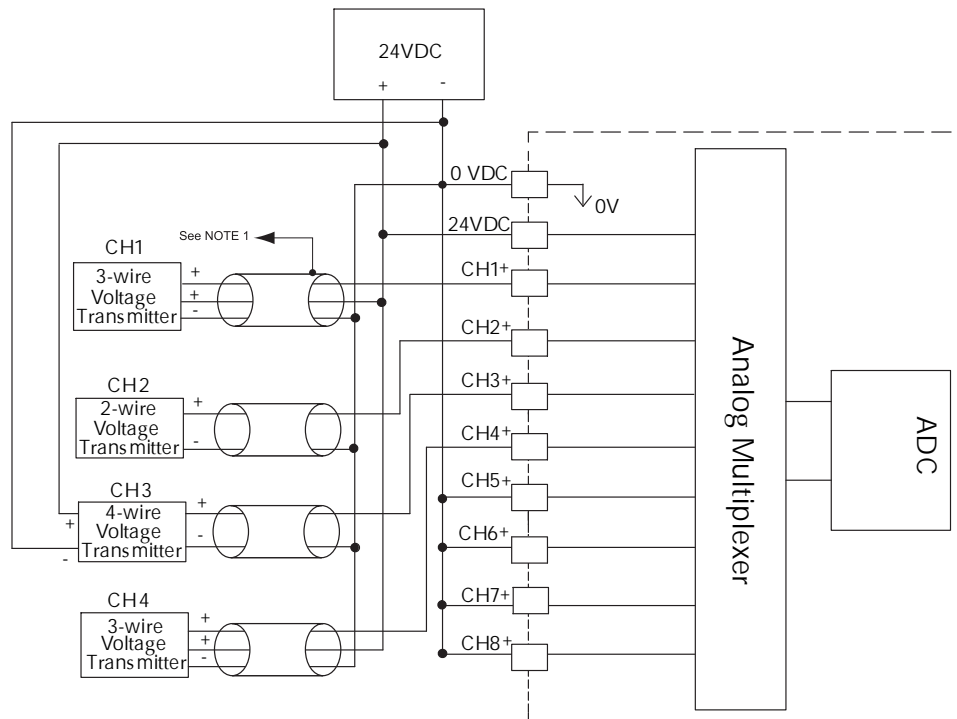 24VDC
+ -
0 VDC
0V
24VDC
See NOTE 1
CH1
3-wire
Voltage
Transmitter
+
+
-
CH1+
CH2+
CH2
2-wire
Voltage
Transmitter
+
-
CH3+
CH4+
CH3
4-wire
Voltage
Transmitter
+
-
+
-
CH5+
CH6+
CH4
3-wire
Voltage
Transmitter
+
+
-
CH7+
CH8+
Analog Multiplexer
ADC